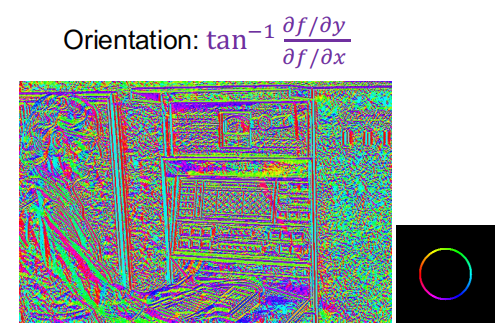 Orientation: tan⁻¹ ∂f/∂y
∂f/∂x